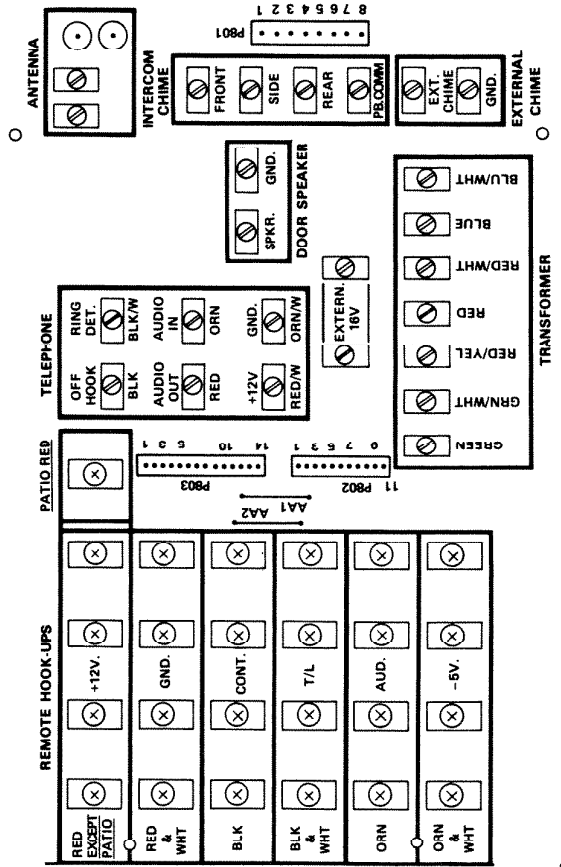 ANTENNA
INTERCOM
CHIME
FRONT
SIDE
REAR
PB.COMM
P801
8 7 6 5 4 3 2 1
EXT.
CHIME
GND.
EXTERNAL
CHIME
SPKR.
GND.
DOOR SPEAKER
TELEPHONE
OFF
HOOK
BLK
RING
DET.
BLK/W
AUDIO
OUT
RED
AUDIO
IN
ORN
+12V
RED/W
GND.
ORN/W
EXTERN.
16V
GREEN
GRN/WHT
RED/YEL
RED
RED/WHT
BLUE
BLU/WHT
TRANSFORMER
PATIO RED
P803
14 10 5 3 1
P802
11 7 5 3 1
AA1
AA2
REMOTE HOOK-UPS
RED
EXCEPT
PATIO
+12V.
RED
&
WHT
GND.
BLK
CONT.
BLK
&
WHT
T/L
ORN
AUD.
ORN
&
WHT
-5V.